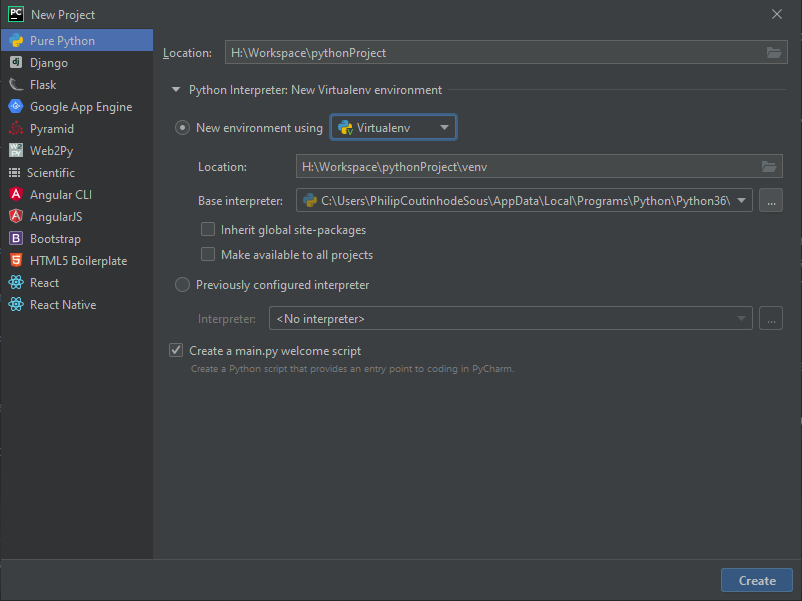 PC New Project
Pure Python
dj Django
Flask
Google App Engine
Pyramid
Web2Py
Scientific
Angular CLI
AngularJS
B Bootstrap
HTML5 Boilerplate
React
React Native
Location: H:\Workspace\pythonProject
Python Interpreter: New Virtualenv environment
New environment using Virtualenv
Location: H:\Workspace\pythonProject\venv
Base interpreter: C:\Users\PhilipCoutinhodeSous\AppData\Local\Programs\Python\Python36\ ...
Inherit global site-packages
Make available to all projects
Previously configured interpreter
Interpreter: <No interpreter> ...
Create a main.py welcome script
Create a Python script that provides an entry point to coding in PyCharm.
Create